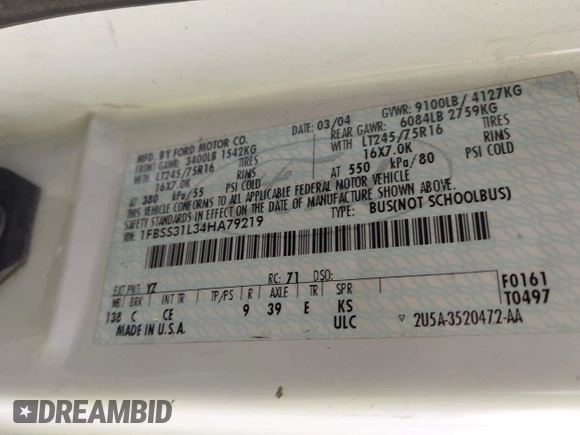 MFD. BY FORD MOTOR CO.
DATE: 03/04
GVWR: 9100LB/ 4127KG
FRONT GAWR: 3400LB 1542KG
REAR GAWR: 6084LB 2759KG
WITH LT245/75R16 TIRES
WITH LT245/75R16 TIRES
16X7.0K RINS
16X7.0K RINS
AT 380 kPa/55 PSI COLD
AT 550 kPa/80 PSI COLD
THIS VEHICLE CONFORMS TO ALL APPLICABLE FEDERAL MOTOR VEHICLE
SAFETY STANDARDS IN EFFECT ON THE DATE OF MANUFACTURE SHOWN ABOVE.
VIN: 1FBSS31L34HA79219
TYPE: BUS(NOT SCHOOLBUS)
EXT PNT: YZ RC: 71 DSO:
F0161
WB INT TR TP/PS R AXLE TR SPR
T0497
138 C CE 9 39 E KS
MADE IN U.S.A. ULC ▽ 2U5A-3520472-AA
DREAMBID